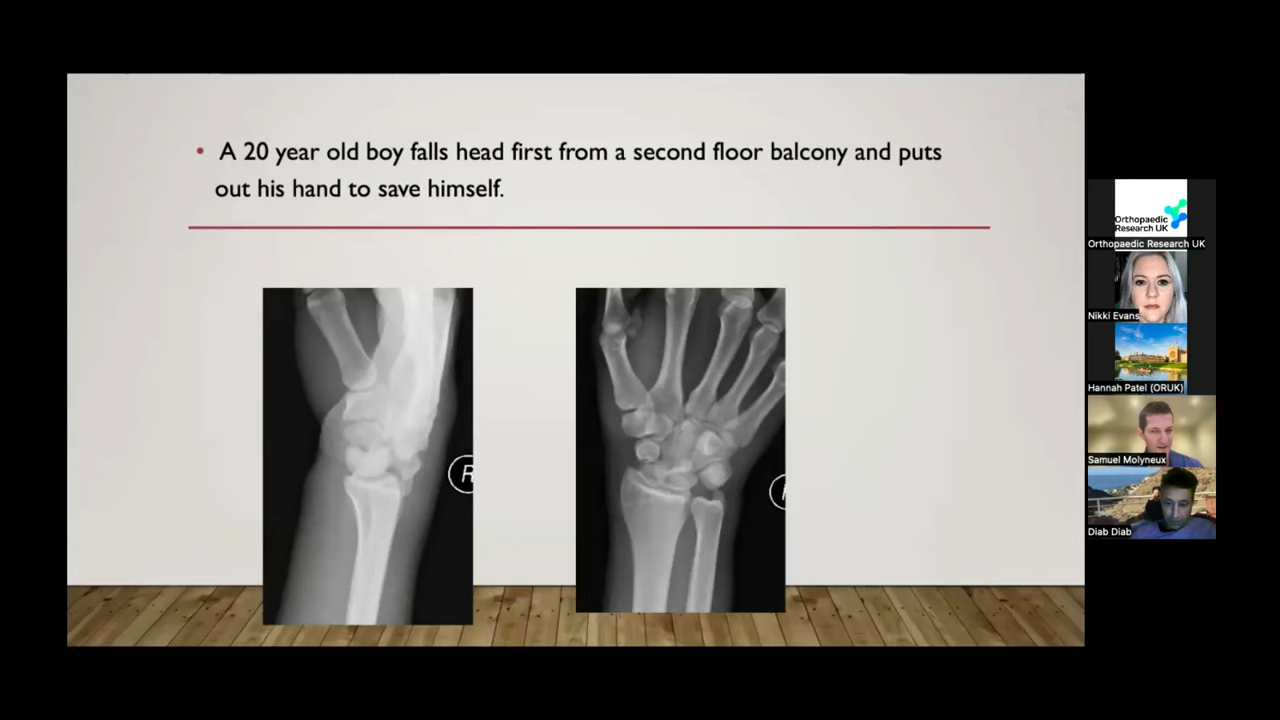 • A 20 year old boy falls head first from a second floor balcony and puts
out his hand to save himself.
R
Orthopaedic
Research UK
Orthopaedic Research UK
Nikki Evans
Hannah Patel (ORUK)
Samuel Molyneux
Diab Diab